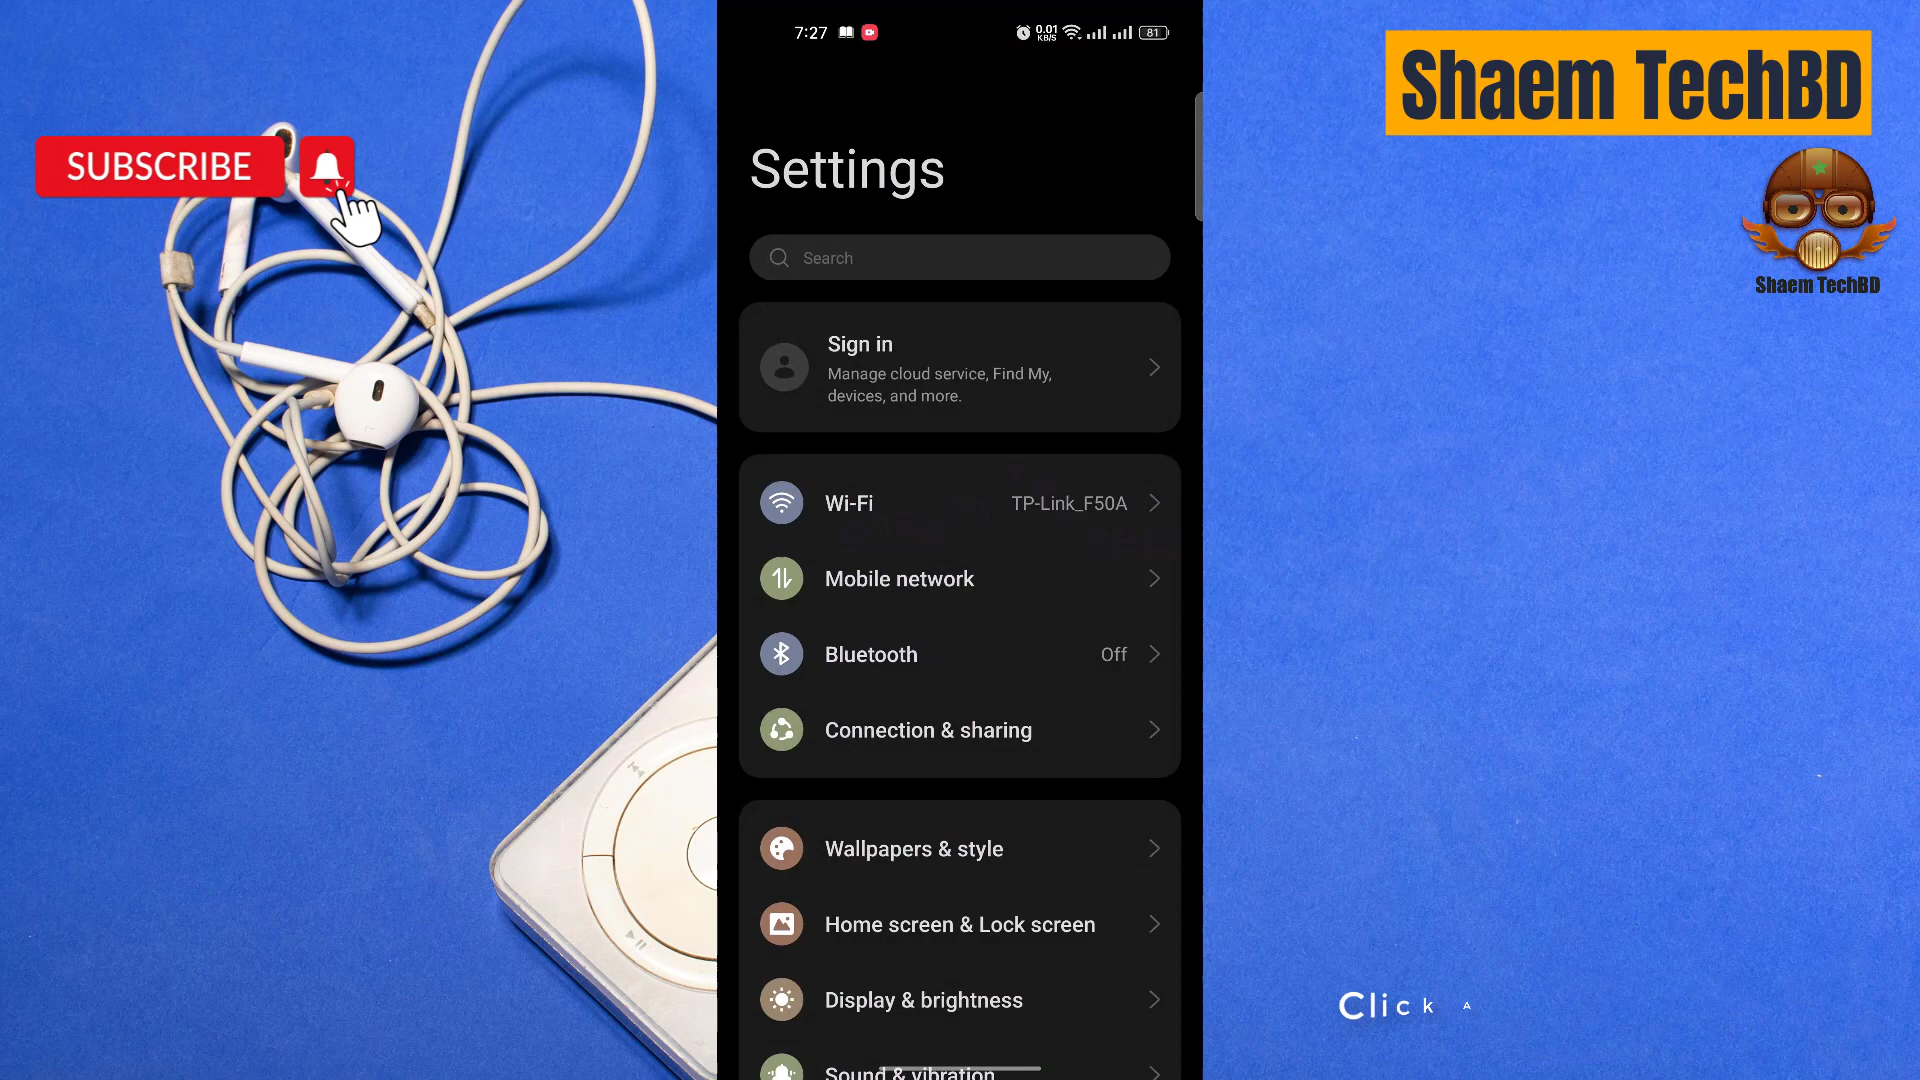 SUBSCRIBE
7:27
0.01
KB/S
81
Settings
Search
Sign in
Manage cloud service, Find My,
devices, and more.
Wi-Fi
TP-Link_F50A
Mobile network
Bluetooth
Off
Connection & sharing
Wallpapers & style
Home screen & Lock screen
Display & brightness
Sound & vibration
Shaem TechBD
Shaem TechBD
Click A